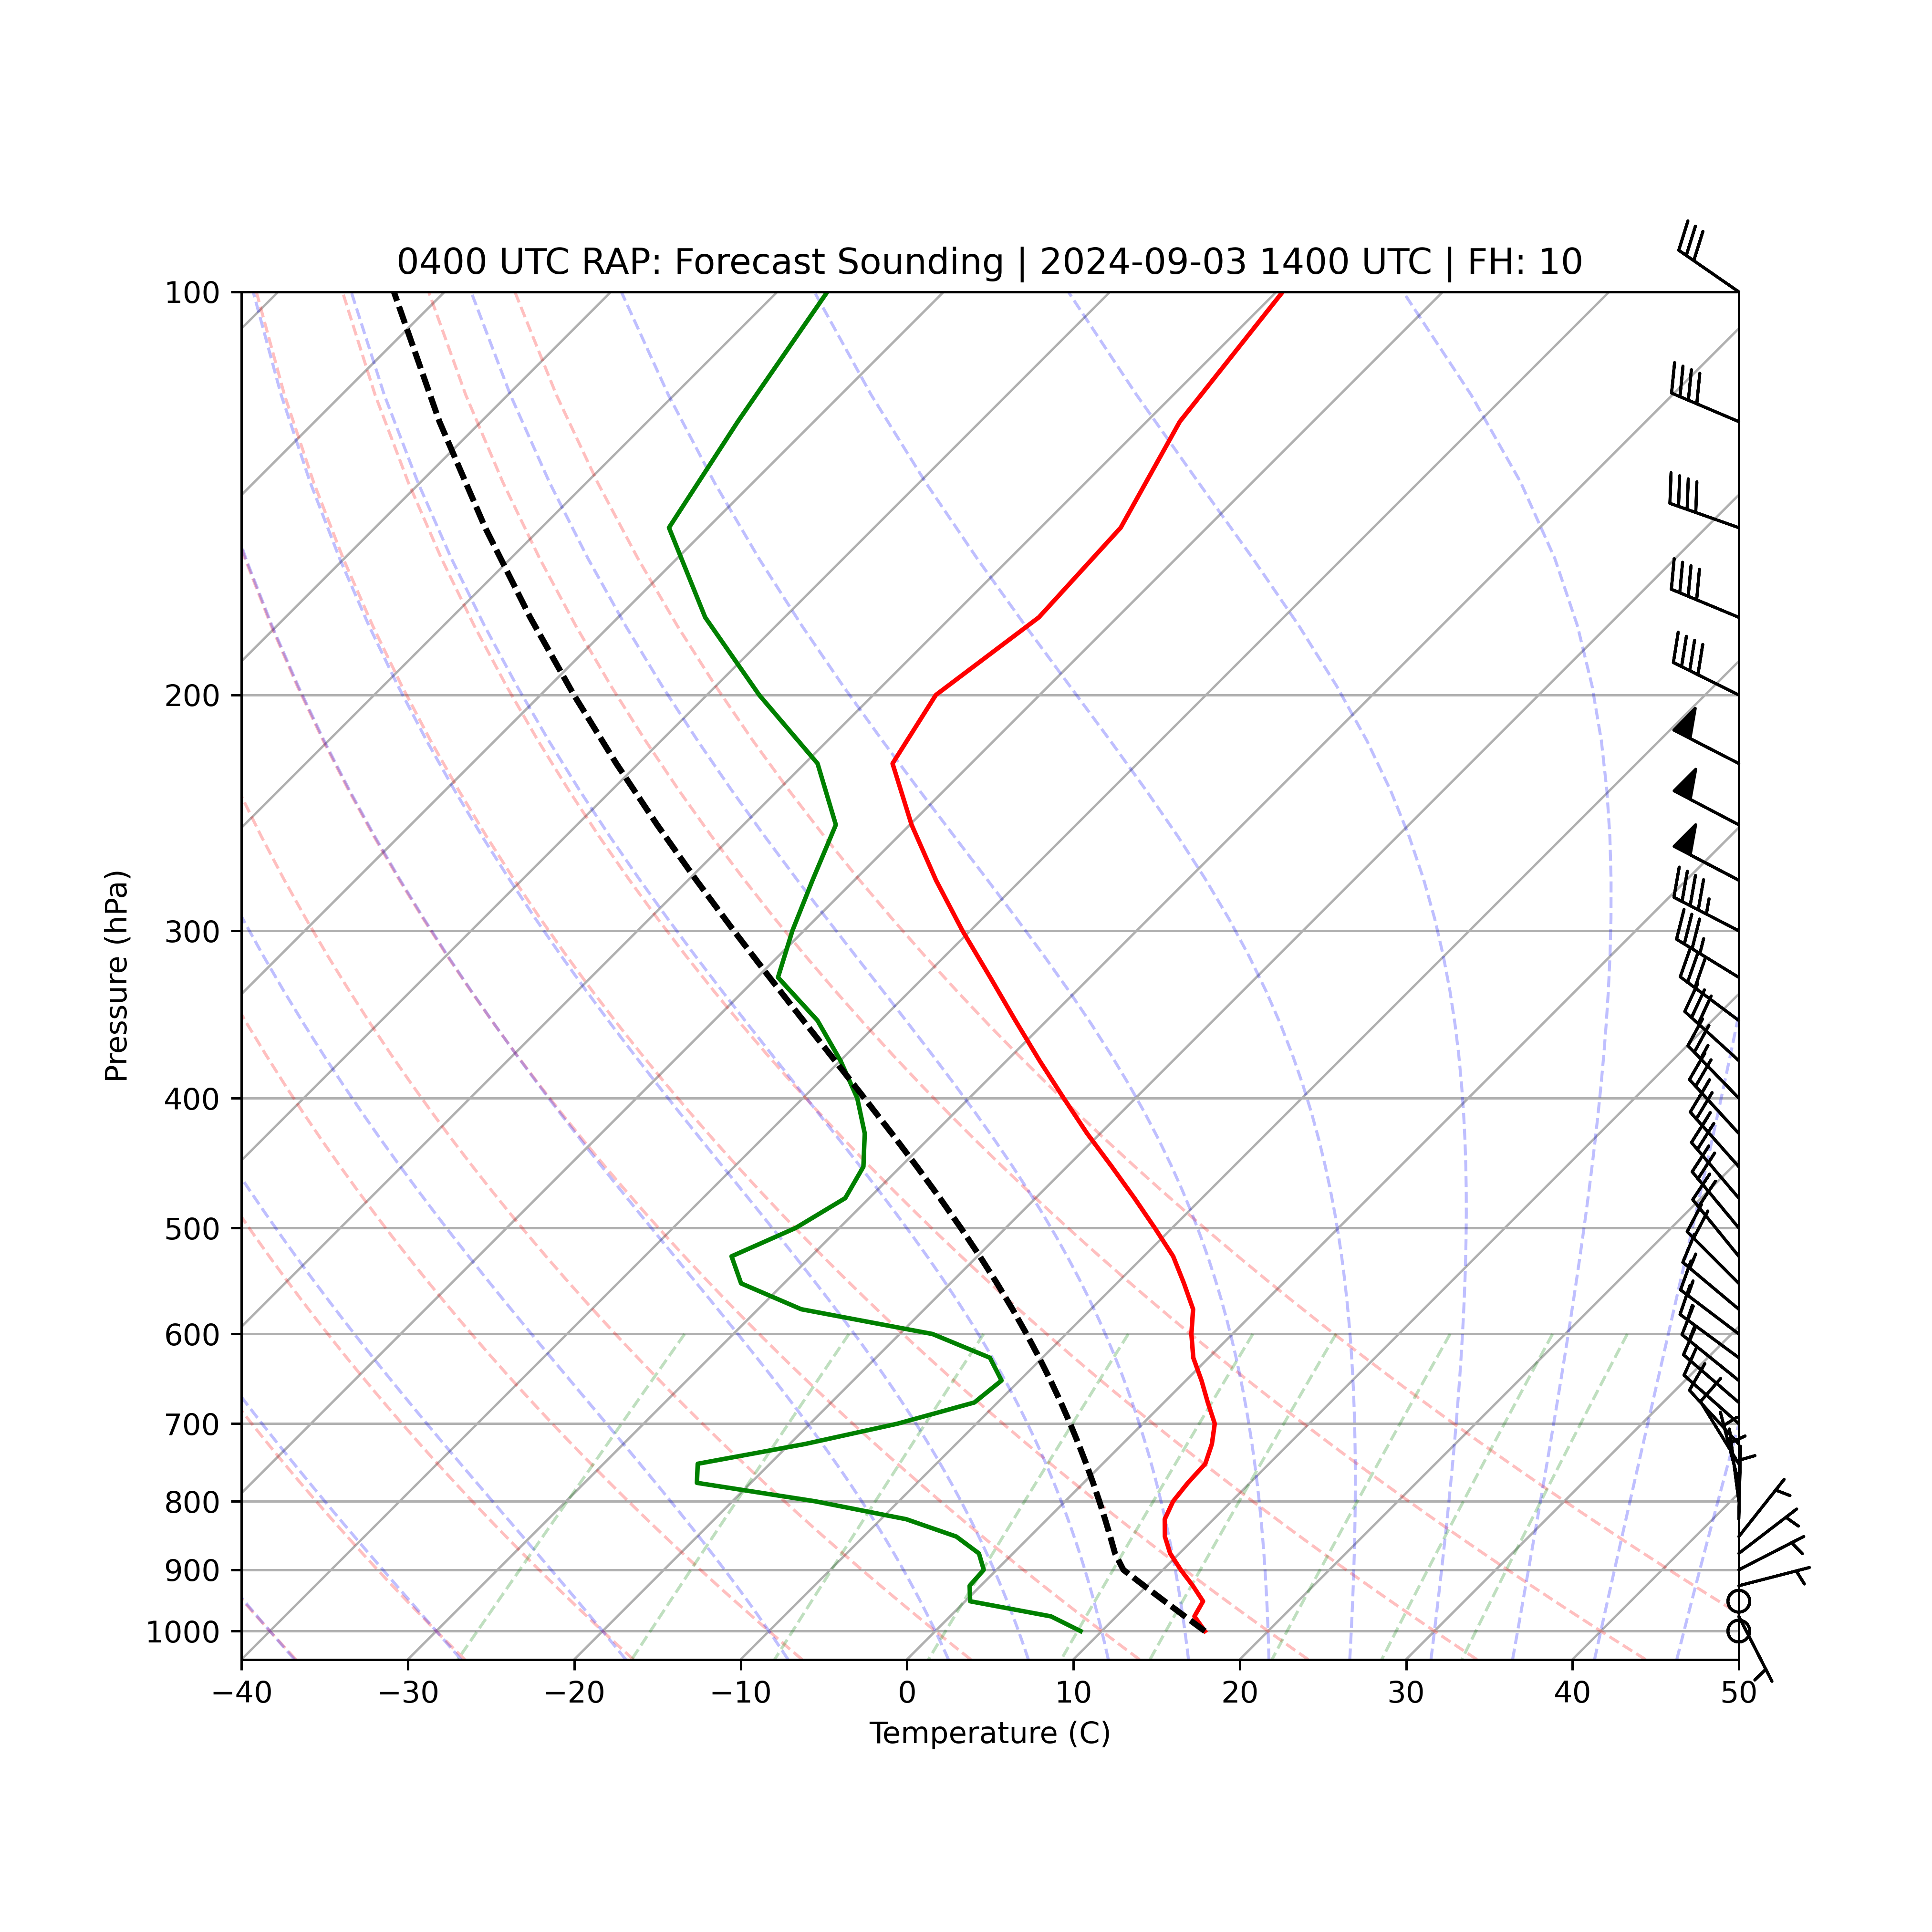 0400 UTC RAP: Forecast Sounding | 2024-09-03 1400 UTC | FH: 10
100
200
300
400
500
600
700
800
900
1000
Pressure (hPa)
−40 −30 −20 −10 0 10 20 30 40 50
Temperature (C)